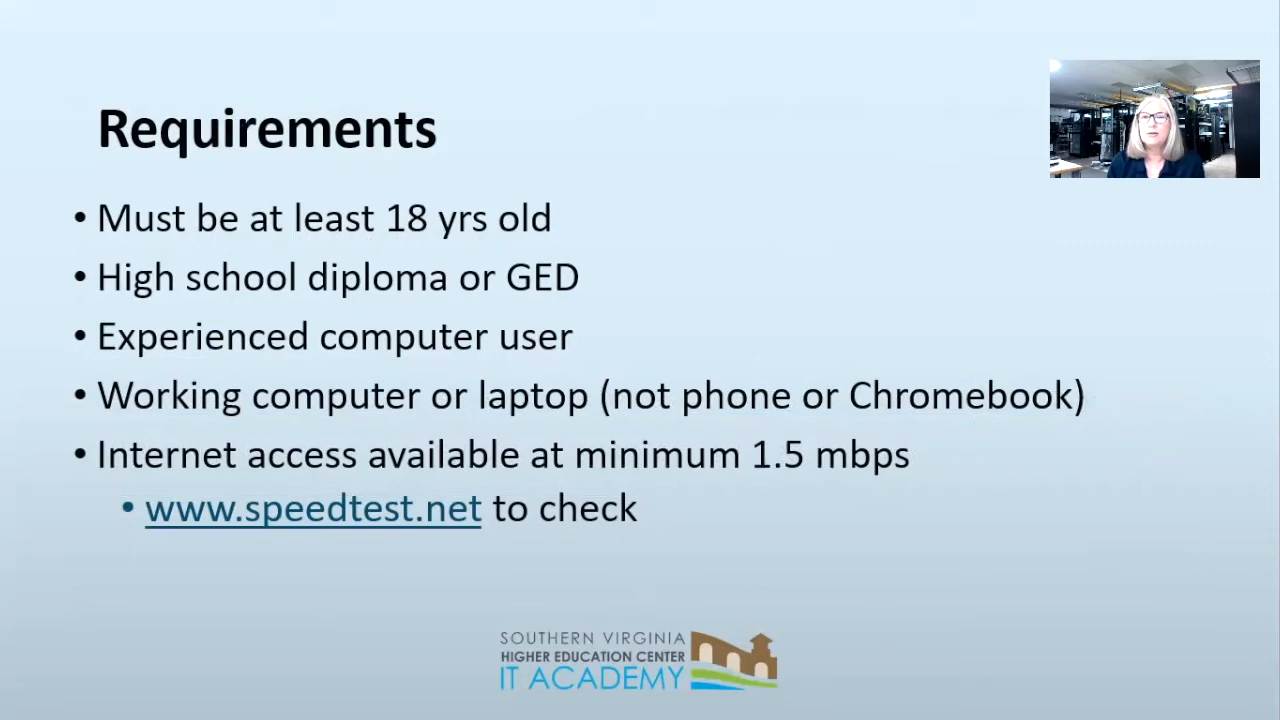 Requirements
• Must be at least 18 yrs old
• High school diploma or GED
• Experienced computer user
• Working computer or laptop (not phone or Chromebook)
• Internet access available at minimum 1.5 mbps
• www.speedtest.net to check
SOUTHERN VIRGINIA
HIGHER EDUCATION CENTER
IT ACADEMY